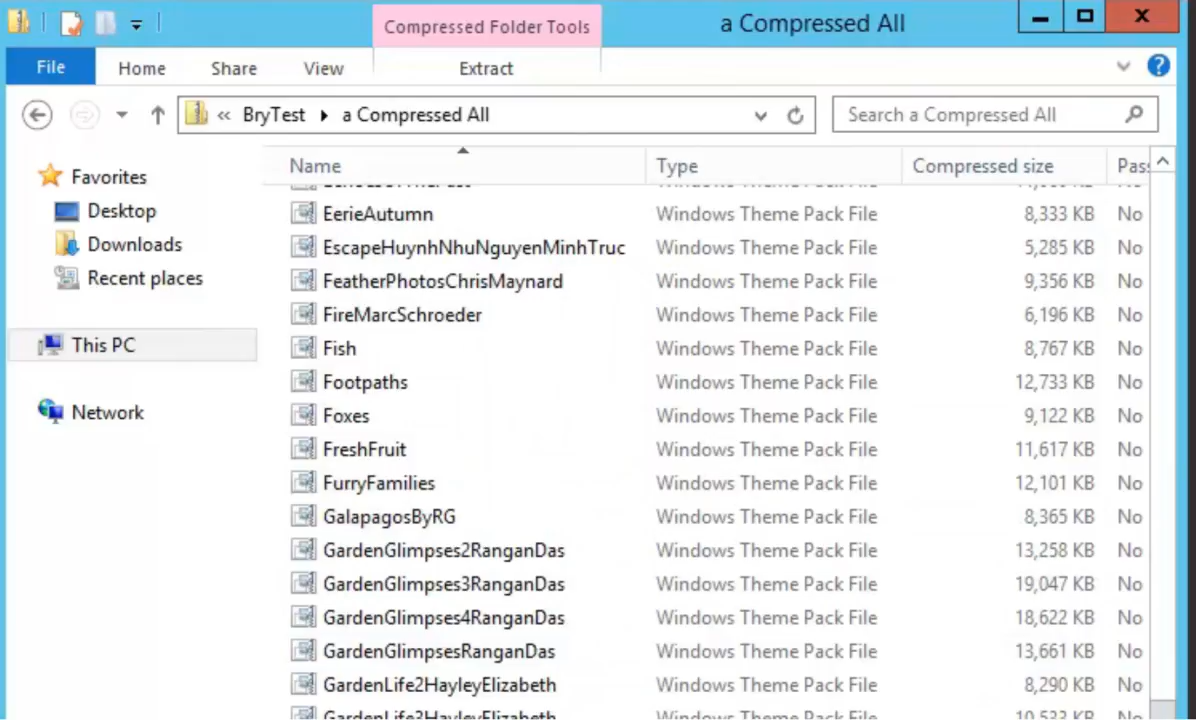 Compressed Folder Tools
a Compressed All
File Home Share View Extract
« BryTest a Compressed All Search a Compressed All
Favorites
Desktop
Downloads
Recent places
This PC
Network
Name Type Compressed size Pas
EerieAutumn Windows Theme Pack File 8,333 KB No
EscapeHuynhNhuNguyenMinhTruc Windows Theme Pack File 5,285 KB No
FeatherPhotosChrisMaynard Windows Theme Pack File 9,356 KB No
FireMarcSchroeder Windows Theme Pack File 6,196 KB No
Fish Windows Theme Pack File 8,767 KB No
Footpaths Windows Theme Pack File 12,733 KB No
Foxes Windows Theme Pack File 9,122 KB No
FreshFruit Windows Theme Pack File 11,617 KB No
FurryFamilies Windows Theme Pack File 12,101 KB No
GalapagosByRG Windows Theme Pack File 8,365 KB No
GardenGlimpses2RanganDas Windows Theme Pack File 13,258 KB No
GardenGlimpses3RanganDas Windows Theme Pack File 19,047 KB No
GardenGlimpses4RanganDas Windows Theme Pack File 18,622 KB No
GardenGlimpsesRanganDas Windows Theme Pack File 13,661 KB No
GardenLife2HayleyElizabeth Windows Theme Pack File 8,290 KB No
GardenLife3HayleyElizabeth Windows Theme Pack File 10,533 KB No